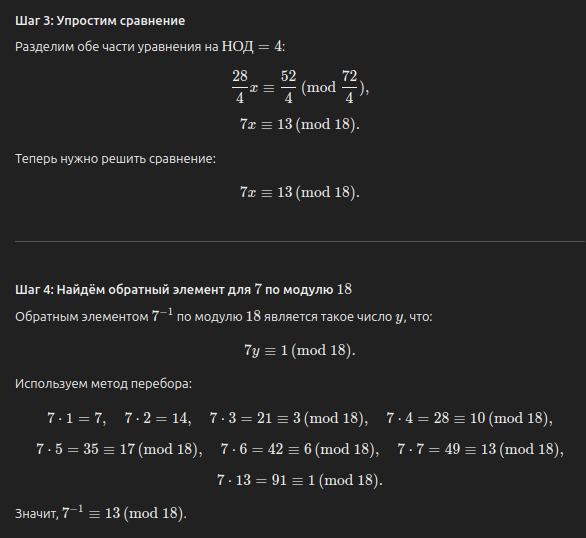 Шаг 3: Упростим сравнение
Разделим обе части уравнения на НОД = 4:
28/4 x ≡ 52/4 (mod 72/4),
7x ≡ 13 (mod 18).
Теперь нужно решить сравнение:
7x ≡ 13 (mod 18).
Шаг 4: Найдём обратный элемент для 7 по модулю 18
Обратным элементом 7⁻¹ по модулю 18 является такое число y, что:
7y ≡ 1 (mod 18).
Используем метод перебора:
7 · 1 = 7, 7 · 2 = 14, 7 · 3 = 21 ≡ 3 (mod 18), 7 · 4 = 28 ≡ 10 (mod 18),
7 · 5 = 35 ≡ 17 (mod 18), 7 · 6 = 42 ≡ 6 (mod 18), 7 · 7 = 49 ≡ 13 (mod 18),
7 · 13 = 91 ≡ 1 (mod 18).
Значит, 7⁻¹ ≡ 13 (mod 18).